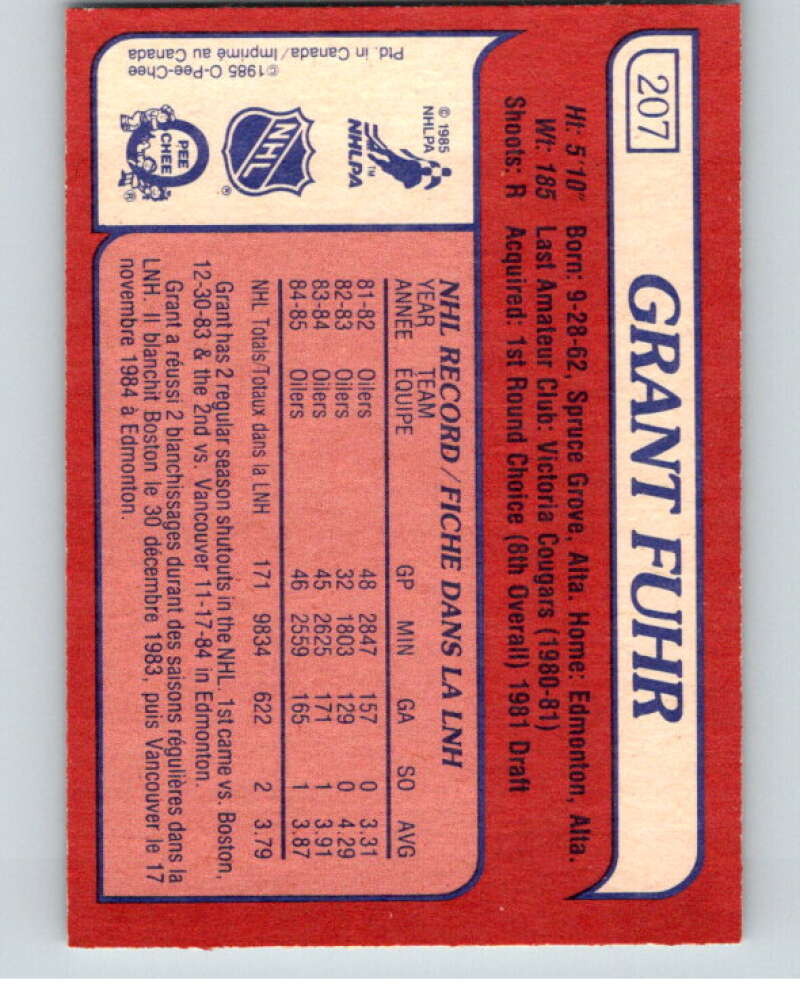 207
GRANT FUHR
Ht: 5'10" Born: 9-28-62, Spruce Grove, Alta. Home: Edmonton, Alta.
Wt: 185 Last Amateur Club: Victoria Cougars (1980-81)
Shoots: R Acquired: 1st Round Choice (8th Overall) 1981 Draft
© 1985
NHLPA
NHLPA™
NHL®
O PEE CHEE®
©1985 O-Pee-Chee
Ptd. in Canada/Imprimé au Canada
NHL RECORD/FICHE DANS LA LNH
YEAR TEAM
ANNÉE ÉQUIPE GP MIN GA SO AVG
81-82 Oilers 48 2847 157 0 3.31
82-83 Oilers 32 1803 129 0 4.29
83-84 Oilers 45 2625 171 1 3.91
84-85 Oilers 46 2559 165 1 3.87
NHL Totals/Totaux dans la LNH 171 9834 622 2 3.79
Grant has 2 regular season shutouts in the NHL. 1st came vs. Boston,
12-30-83 & the 2nd vs. Vancouver 11-17-84 in Edmonton.
Grant a réussi 2 blanchissages durant des saisons régulières dans la
LNH. Il blanchit Boston le 30 décembre 1983, puis Vancouver le 17
novembre 1984 à Edmonton.